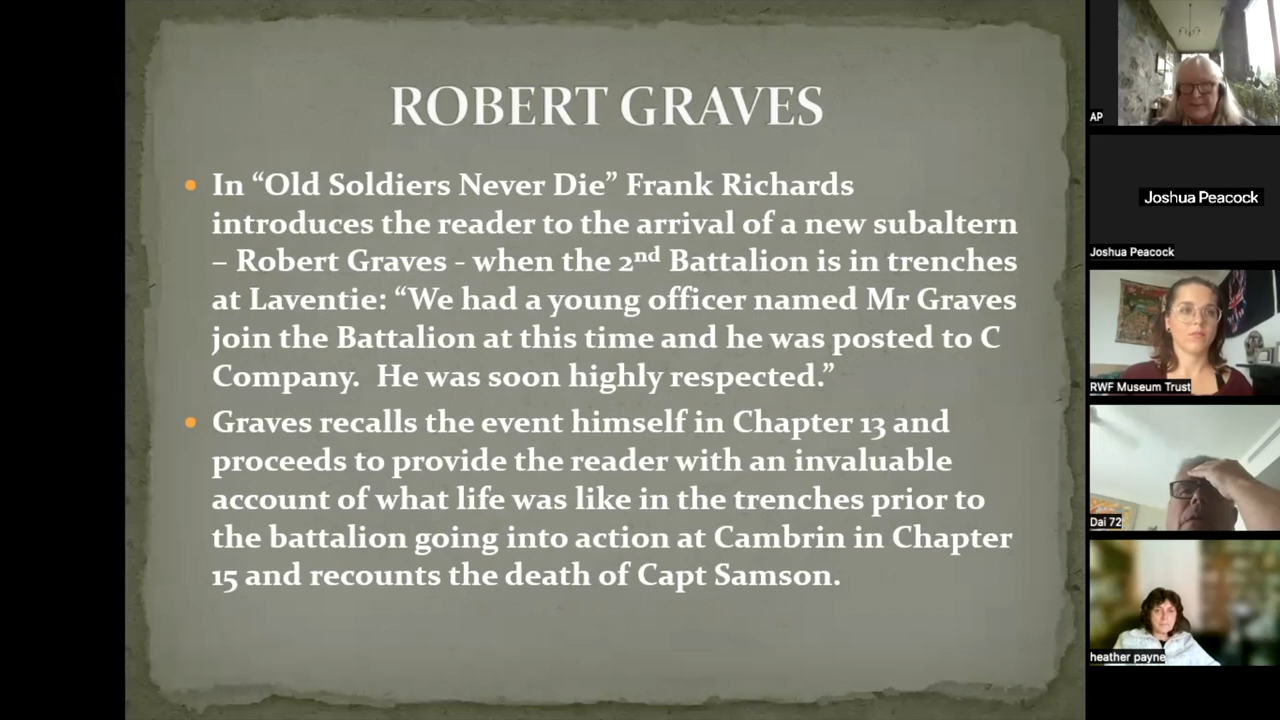 ROBERT GRAVES
• In “Old Soldiers Never Die” Frank Richards
introduces the reader to the arrival of a new subaltern
– Robert Graves - when the 2nd Battalion is in trenches
at Laventie: “We had a young officer named Mr Graves
join the Battalion at this time and he was posted to C
Company.  He was soon highly respected.”
• Graves recalls the event himself in Chapter 13 and
proceeds to provide the reader with an invaluable
account of what life was like in the trenches prior to
the battalion going into action at Cambrin in Chapter
15 and recounts the death of Capt Samson.
AP
Joshua Peacock
Joshua Peacock
RWF Museum Trust
Dai 72
heather payne